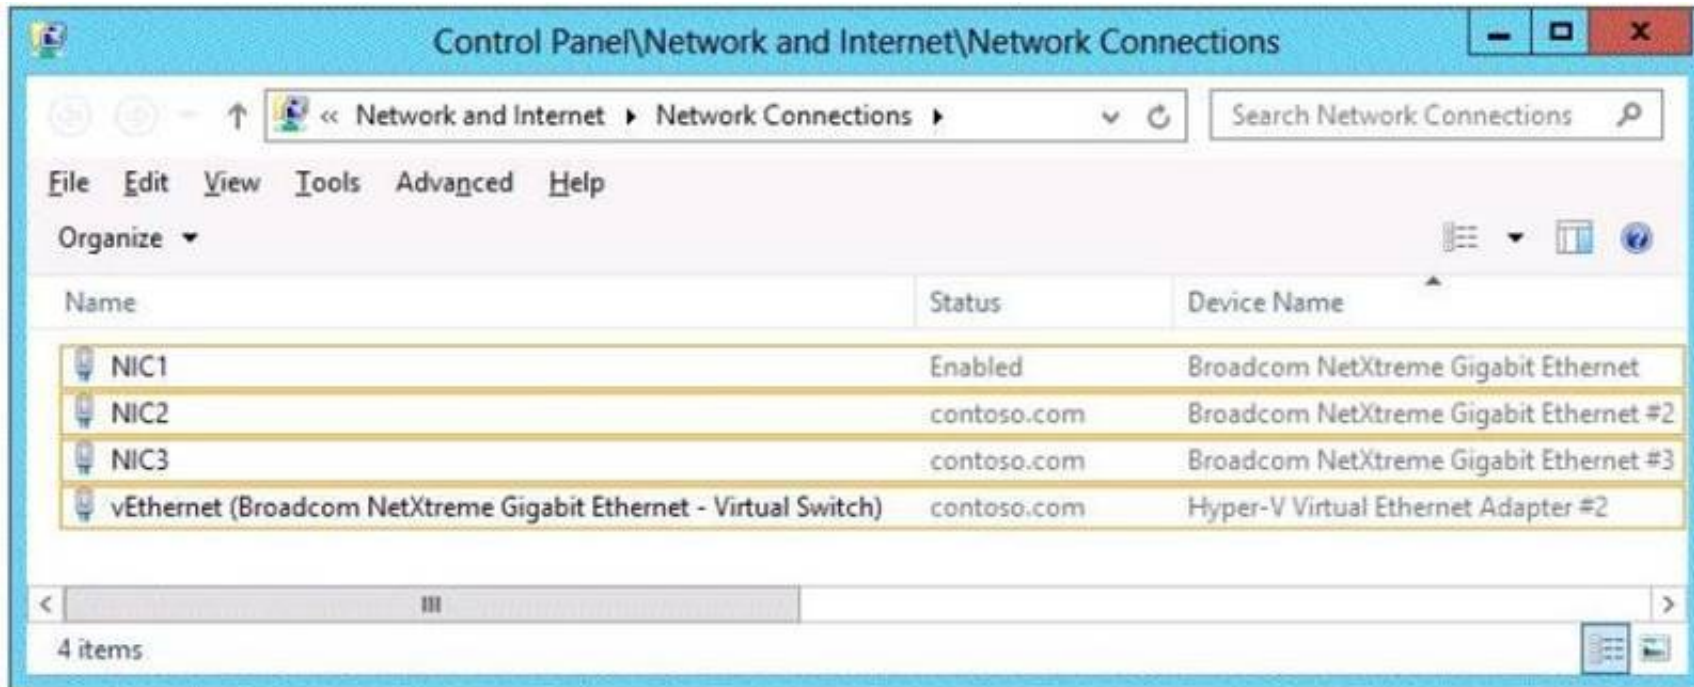 Control Panel\Network and Internet\Network Connections
« Network and Internet Network Connections Search Network Connections
File Edit View Tools Advanced Help
Organize
Name Status Device Name
NIC1 Enabled Broadcom NetXtreme Gigabit Ethernet
NIC2 contoso.com Broadcom NetXtreme Gigabit Ethernet #2
NIC3 contoso.com Broadcom NetXtreme Gigabit Ethernet #3
vEthernet (Broadcom NetXtreme Gigabit Ethernet - Virtual Switch) contoso.com Hyper-V Virtual Ethernet Adapter #2
4 items